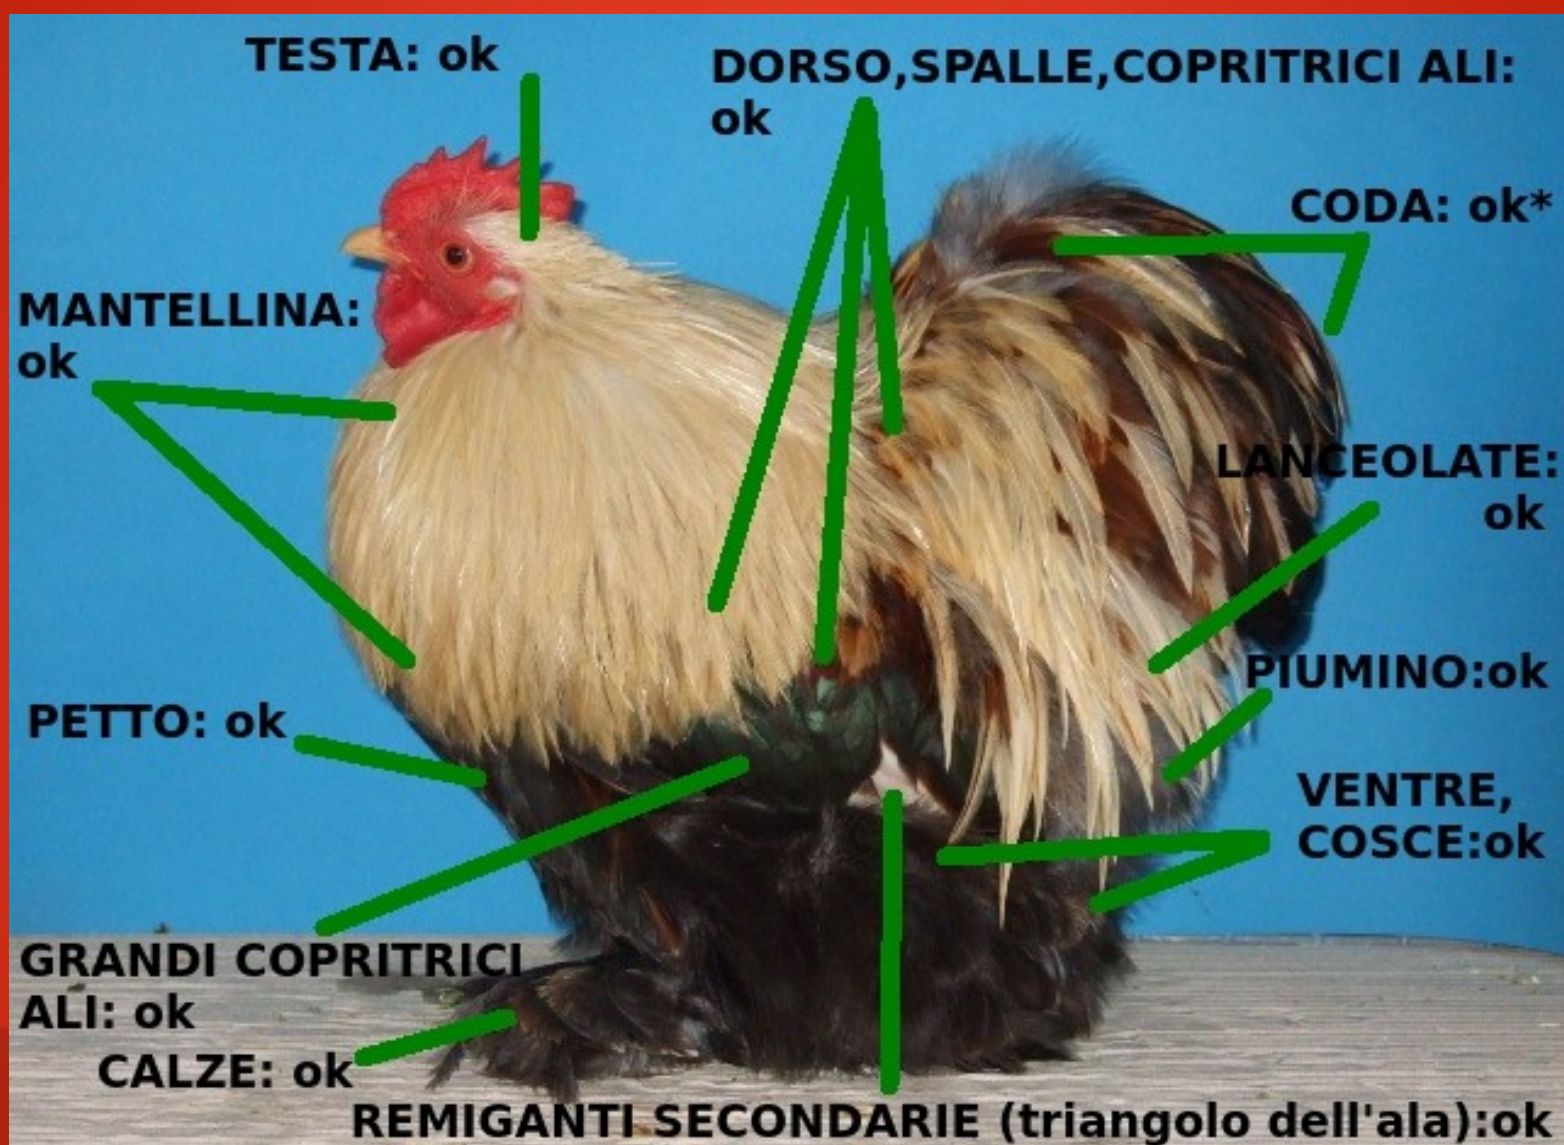 TESTA: ok
DORSO,SPALLE,COPRITRICI ALI:
ok
CODA: ok*
MANTELLINA:
ok
LANCEOLATE:
ok
PIUMINO:ok
PETTO: ok
VENTRE,
COSCE:ok
GRANDI COPRITRICI
ALI: ok
CALZE: ok
REMIGANTI SECONDARIE (triangolo dell'ala):ok